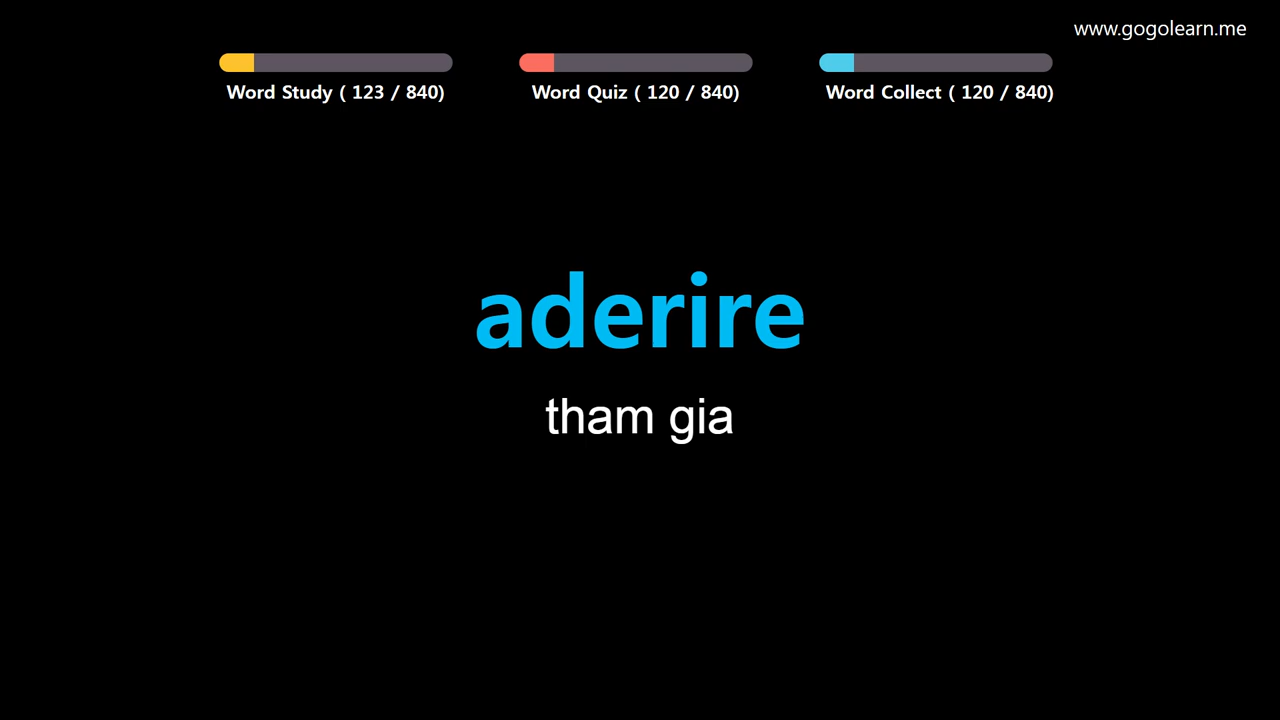 www.gogolearn.me
Word Study ( 123 / 840)
Word Quiz ( 120 / 840)
Word Collect ( 120 / 840)
aderire
tham gia